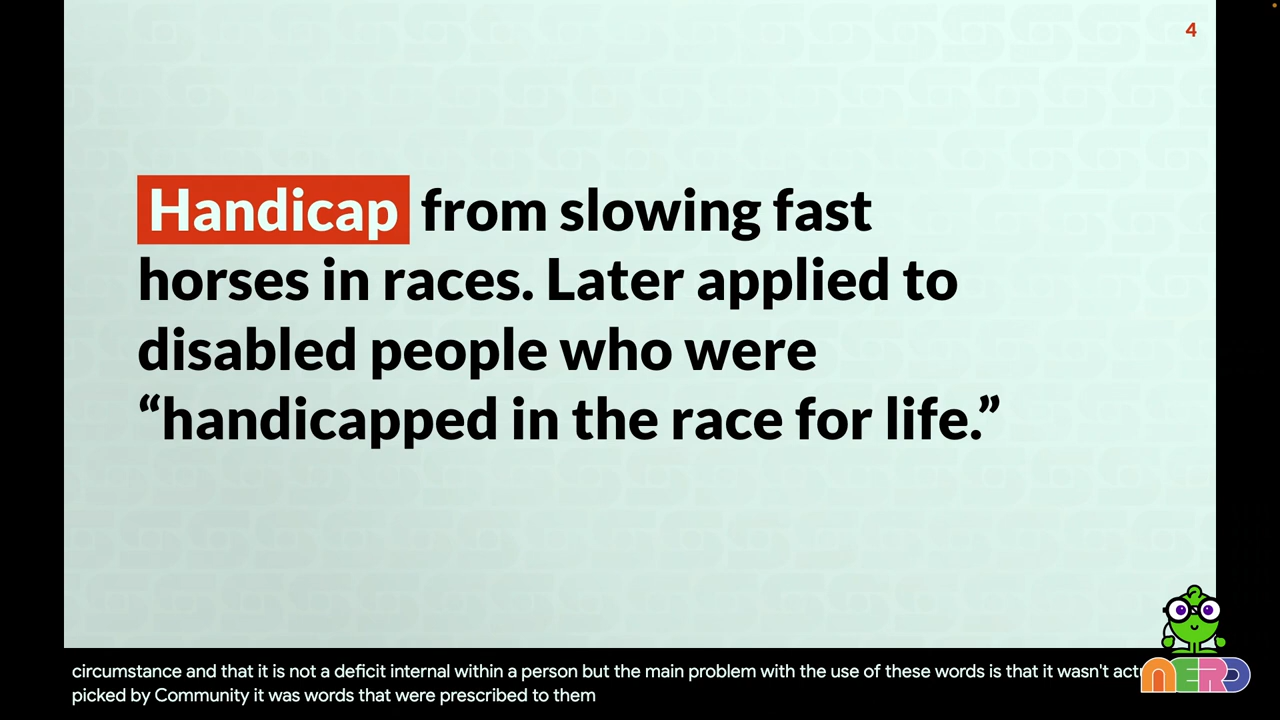 4
Handicap from slowing fast
horses in races. Later applied to
disabled people who were
“handicapped in the race for life.”
circumstance and that it is not a deficit internal within a person but the main problem with the use of these words is that it wasn't
picked by Community it was words that were prescribed to them
NERD